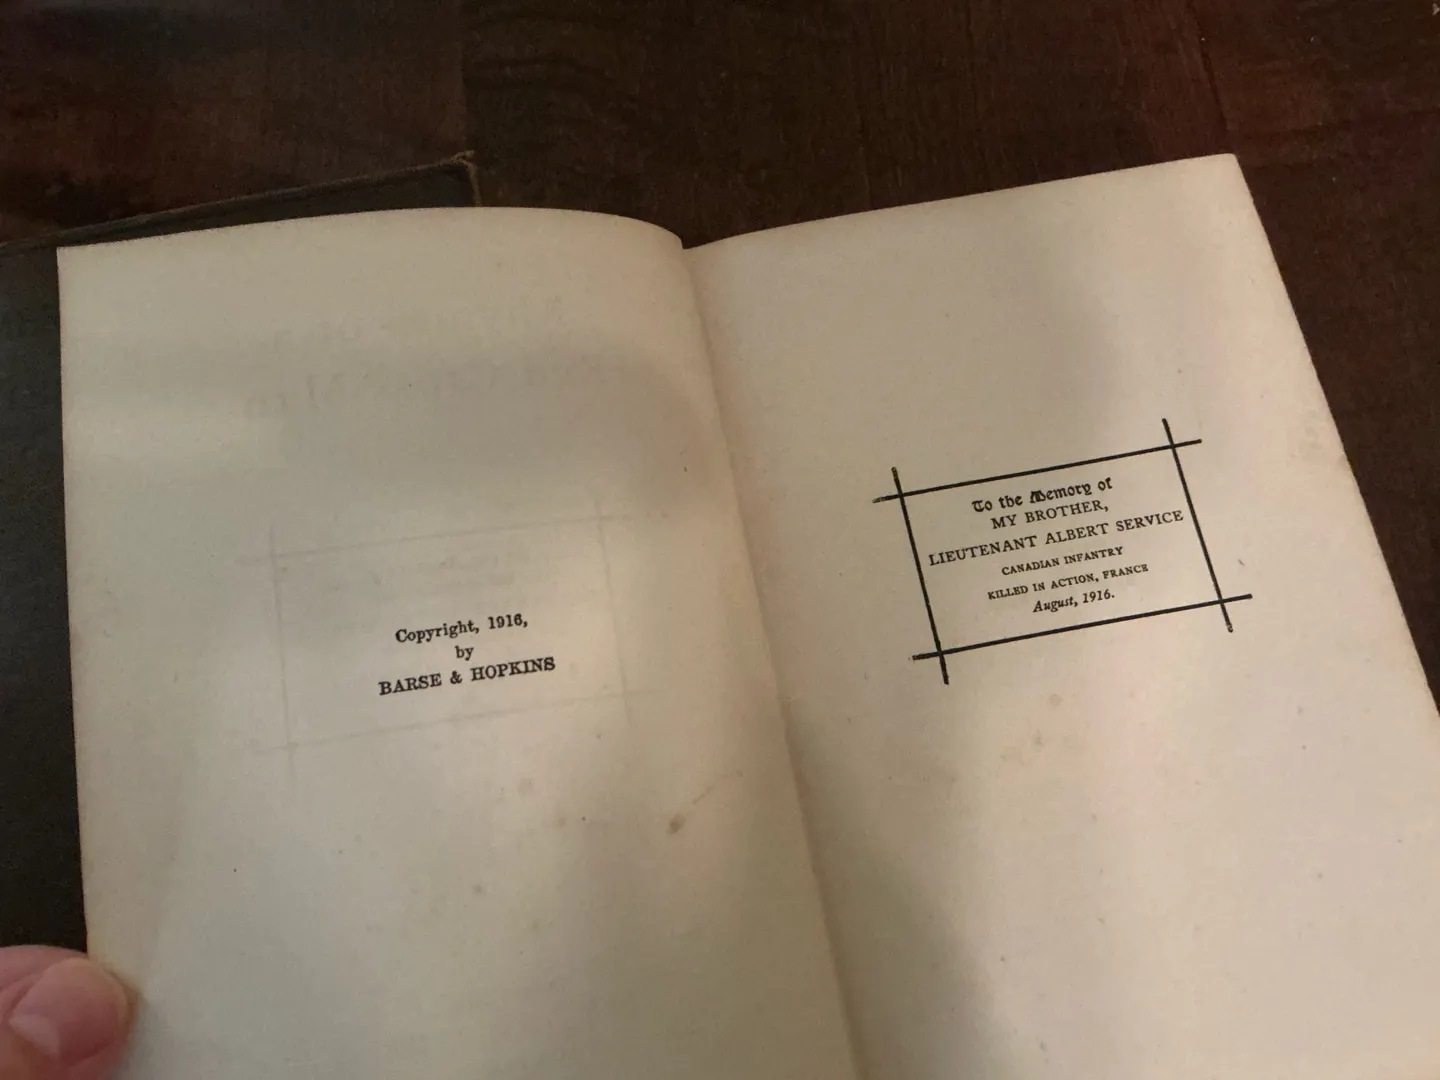 Copyright, 1916,
by
BARSE & HOPKINS
To the Memory of
MY BROTHER,
LIEUTENANT ALBERT SERVICE
CANADIAN INFANTRY
KILLED IN ACTION, FRANCE
August, 1916.